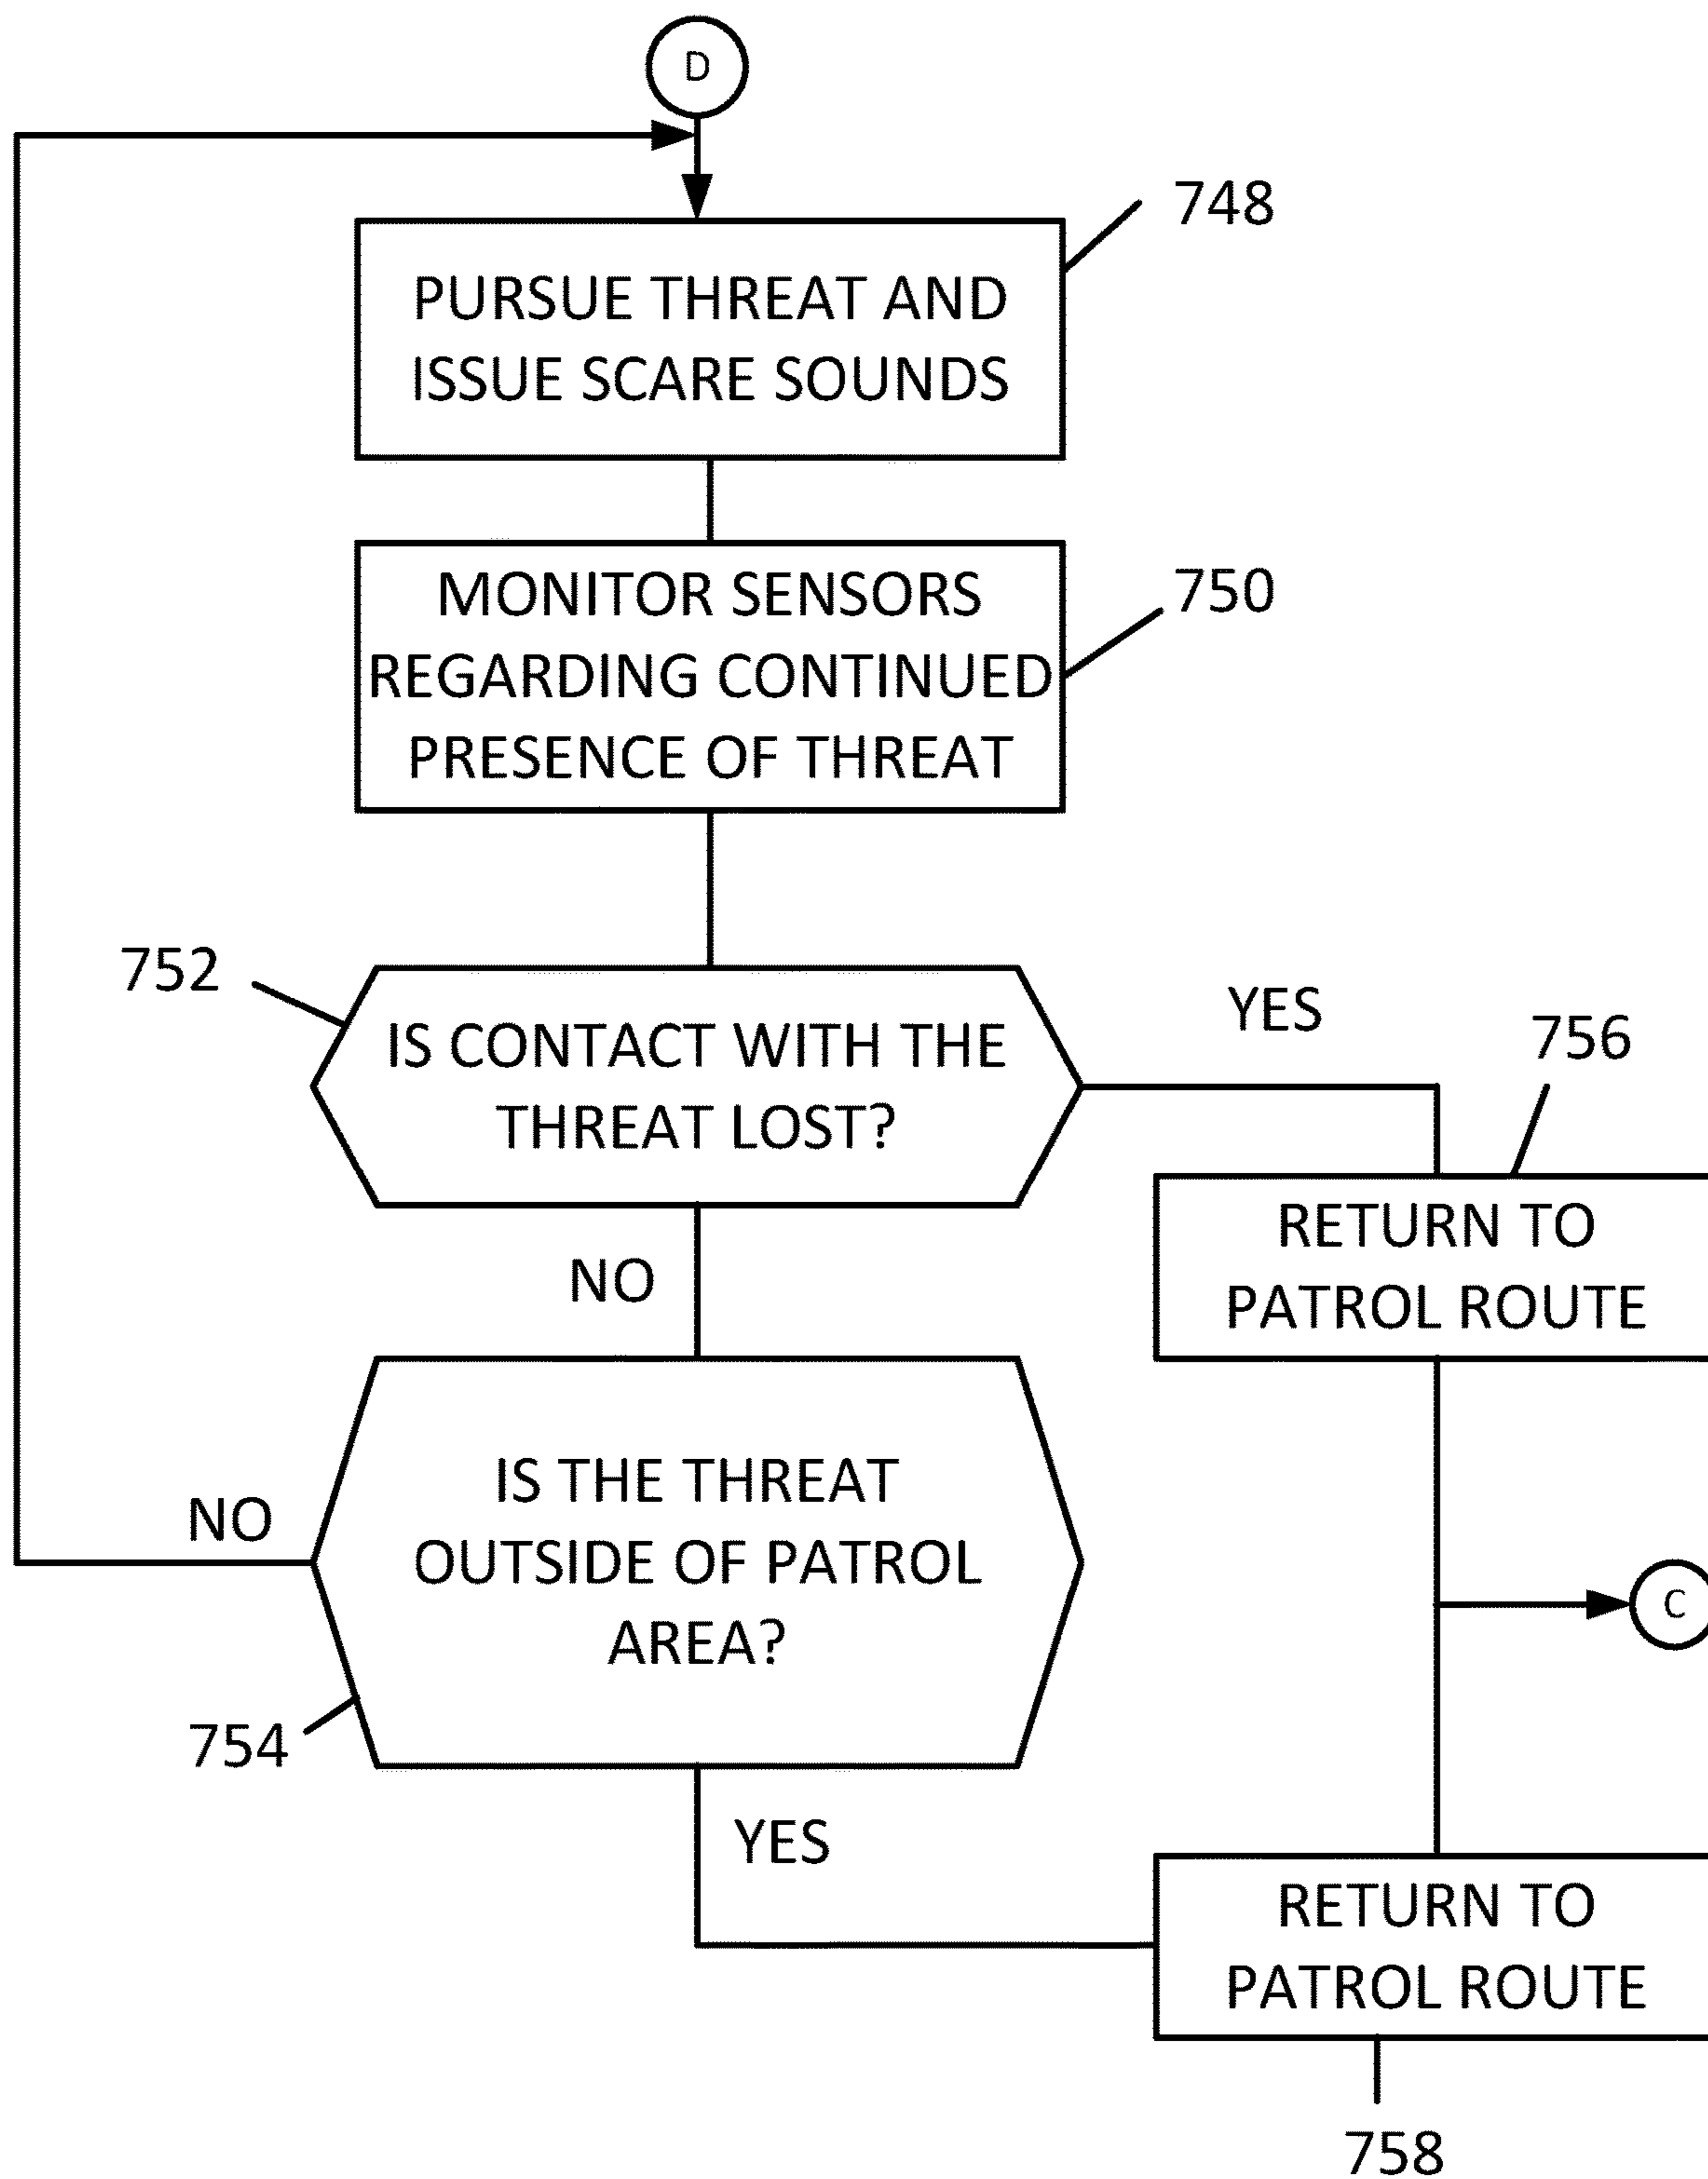 D
748
PURSUE THREAT AND
ISSUE SCARE SOUNDS
750
MONITOR SENSORS
REGARDING CONTINUED
PRESENCE OF THREAT
752
IS CONTACT WITH THE
THREAT LOST?
YES
756
RETURN TO
PATROL ROUTE
NO
IS THE THREAT
OUTSIDE OF PATROL
AREA?
NO
C
754
YES
RETURN TO
PATROL ROUTE
758